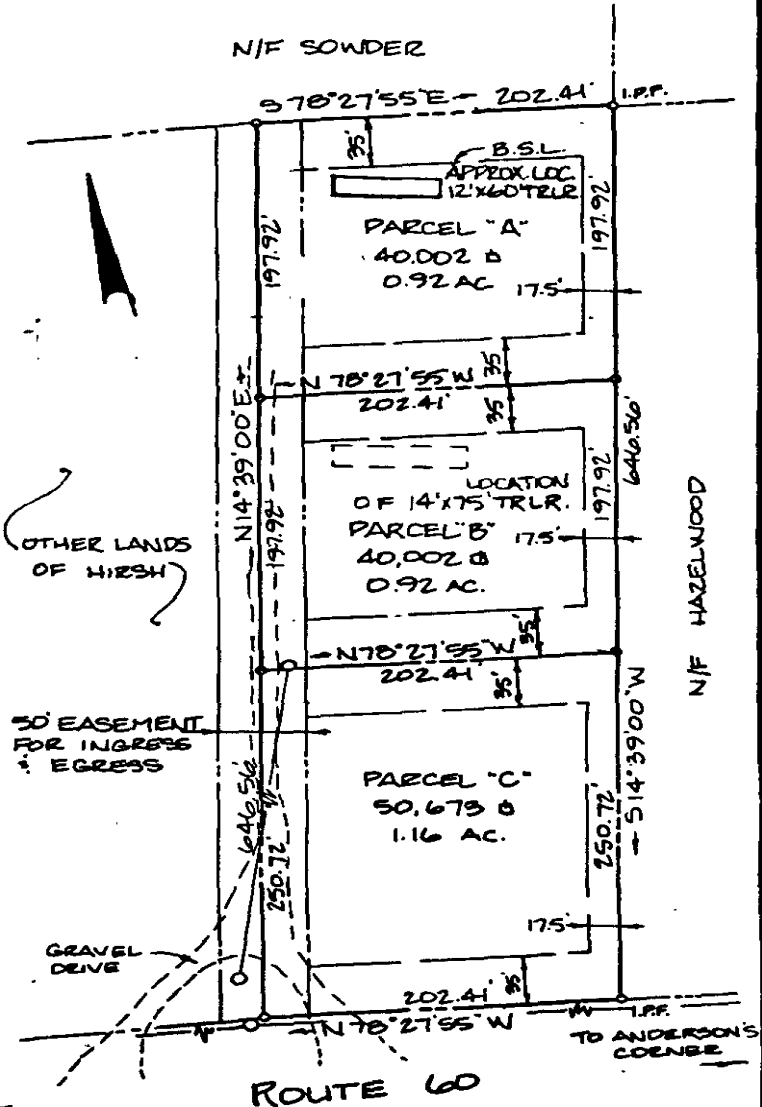 N/F SOWDER
S 78°27'55"E 202.41' I.P.F.
35'
B.S.L.
APPROX. LOC.
12'X60' TRLR
PARCEL "A"
40.002
0.92 AC.
17.5'
197.92'
197.92'
35
N 78°27'55" W
202.41'
35
N14°39'00"E
197.92'
LOCATION
OF 14'X75' TRLR.
PARCEL "B"
40,002
0.92 AC.
17.5'
197.92'
646.56'
OTHER LANDS
OF HIRSH
N/F HAZELWOOD
35'
N78°27'55" W
202.41'
35'
50' EASEMENT
FOR INGRESS
& EGRESS
PARCEL "C"
50,673
1.16 AC.
S14°39'00"W
250.72'
646.56'
250.72'
17.5'
GRAVEL
DRIVE
35'
202.41'
N 78°27'55" W
I.P.F.
TO ANDERSON'S
CORNER
ROUTE 60